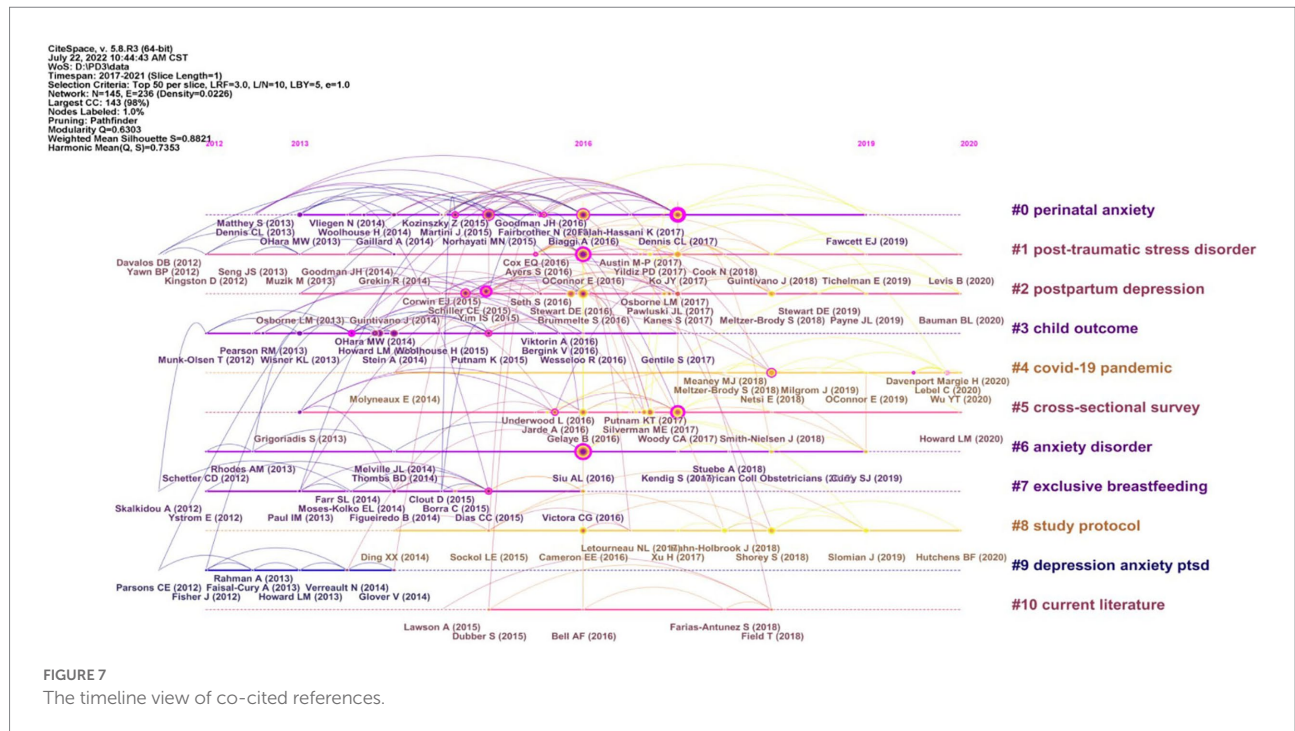 CiteSpace, v. 5.8.R3 (64-bit)
July 22, 2022 10:44:43 AM CST
WoS: D:\PD3\data
Timespan: 2017-2021 (Slice Length=1)
Selection Criteria: Top 50 per slice, LRF=3.0, L/N=10, LBY=5, e=1.0
Network: N=145, E=236 (Density=0.0226)
Largest CC: 143 (98%)
Nodes Labeled: 1.0%
Pruning: Pathfinder
Modularity Q=0.6303
Weighted Mean Silhouette S=0.8821
Harmonic Mean(Q, S)=0.7353
2012 2013 2016 2019 2020
#0 perinatal anxiety
Matthey S (2013) Vliegen N (2014) Kozinszky Z (2015) Goodman JH (2016)
Dennis CL (2013) Woolhouse H (2014) Martini J (2015) Fairbrother N Falah-Hassani K (2017)
OHara MW (2013) Gaillard A (2014) Norhayati MN (2015) Biaggi A (2016) Dennis CL (2017) Fawcett EJ (2019)
#1 post-traumatic stress disorder
Davalos DB (2012) Cox EQ (2016) Austin M-P (2017)
Yawn BP (2012) Seng JS (2013) Goodman JH (2014) Ayers S (2016) Yildiz PD (2017) Cook N (2018)
Kingston D (2012) Muzik M (2013) Grekin R (2014) OConnor E (2016) Ko JY (2017) Guintivano J (2018) Tichelman E (2019) Levis B (2020)
#2 postpartum depression
Corwin EJ (2015) Seth S (2016) Osborne LM (2017)
Schiller CE (2015) Stewart DE (2016) Pawluski JL (2017) Stewart DE (2019)
Osborne LM (2013) Guintivano J (2014) Yim IS (2015) Brummelte S (2016) Kanes S (2017) Meltzer-Brody S (2018) Payne JL (2019) Bauman BL (2020)
#3 child outcome
OHara MW (2014) Viktorin A (2016)
Pearson RM (2013) Howard LM Woolhouse H (2015) Bergink V (2016)
Munk-Olsen T (2012) Wisner KL (2013) Stein A (2014) Putnam K (2015) Wesseloo R (2016) Gentile S (2017)
#4 covid-19 pandemic
Meaney MJ (2018) Davenport Margie H (2020)
Meltzer-Brody S (2018) Milgrom J (2019) Lebel C (2020)
Molyneaux E (2014) Netsi E (2018) OConnor E (2019) Wu YT (2020)
#5 cross-sectional survey
Underwood L (2016) Putnam KT (2017)
Jarde A (2016) Silverman ME (2017)
Grigoriadis S (2013) Gelaye B (2016) Woody CA (2017) Smith-Nielsen J (2018) Howard LM (2020)
#6 anxiety disorder
Rhodes AM (2013) Melville JL (2014) Stuebe A (2018)
Schetter CD (2012) Thombs BD (2014) Siu AL (2016) Kendig S American Coll Obstetricians Curry SJ (2019)
#7 exclusive breastfeeding
Farr SL (2014) Clout D (2015)
Skalkidou A (2012) Moses-Kolko EL (2014) Borra C (2015)
Ystrom E (2012) Paul IM (2013) Figueiredo B (2014) Dias CC (2015) Victora CG (2016)
#8 study protocol
Letourneau NL Hahn-Holbrook J (2018)
Ding XX (2014) Sockol LE (2015) Cameron EE (2016) Xu H (2017) Shorey S (2018) Slomian J (2019) Hutchens BF (2020)
#9 depression anxiety ptsd
Rahman A (2013)
Parsons CE (2012) Faisal-Cury A (2013) Verreault N (2014)
Fisher J (2012) Howard LM (2013) Glover V (2014)
#10 current literature
Lawson A (2015) Farias-Antunez S (2018)
Dubber S (2015) Bell AF (2016) Field T (2018)
FIGURE 7
The timeline view of co-cited references.